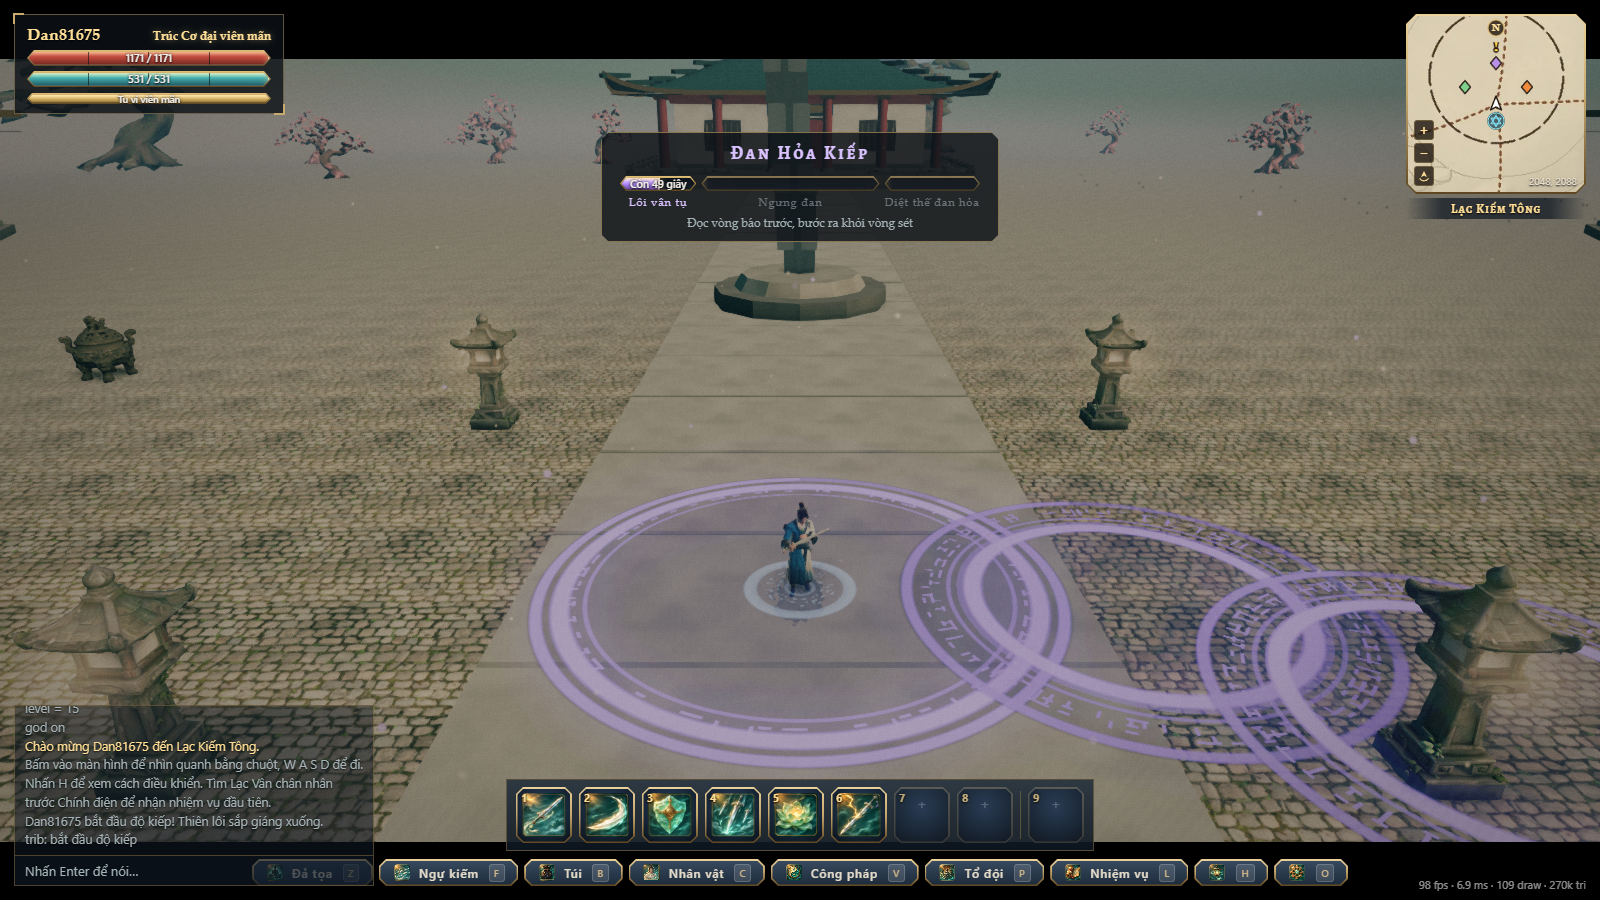 Dan81675
Trúc Cơ đại viên mãn
1171 / 1171
531 / 531
Tu vi viên mãn
Đan Hỏa Kiếp
Còn 49 giây
Lôi vân tụ
Ngưng đan
Diệt thế đan hỏa
Đọc vòng báo trước, bước ra khỏi vòng sét
N
+
−
2048, 2088
Lạc Kiếm Tông
level = 15
god on
Chào mừng Dan81675 đến Lạc Kiếm Tông.
Bấm vào màn hình để nhìn quanh bằng chuột, W A S D để đi.
Nhấn H để xem cách điều khiển. Tìm Lạc Vân chân nhân
trước Chính điện để nhận nhiệm vụ đầu tiên.
Dan81675 bắt đầu độ kiếp! Thiên lôi sắp giáng xuống.
trib: bắt đầu độ kiếp
Nhấn Enter để nói...
1 2 3 4 5 6 7 + 8 + 9 +
Đả tọa Z
Ngự kiếm F
Túi B
Nhân vật C
Công pháp V
Tổ đội P
Nhiệm vụ L
H
O
98 fps · 6.9 ms · 109 draw · 270k tri